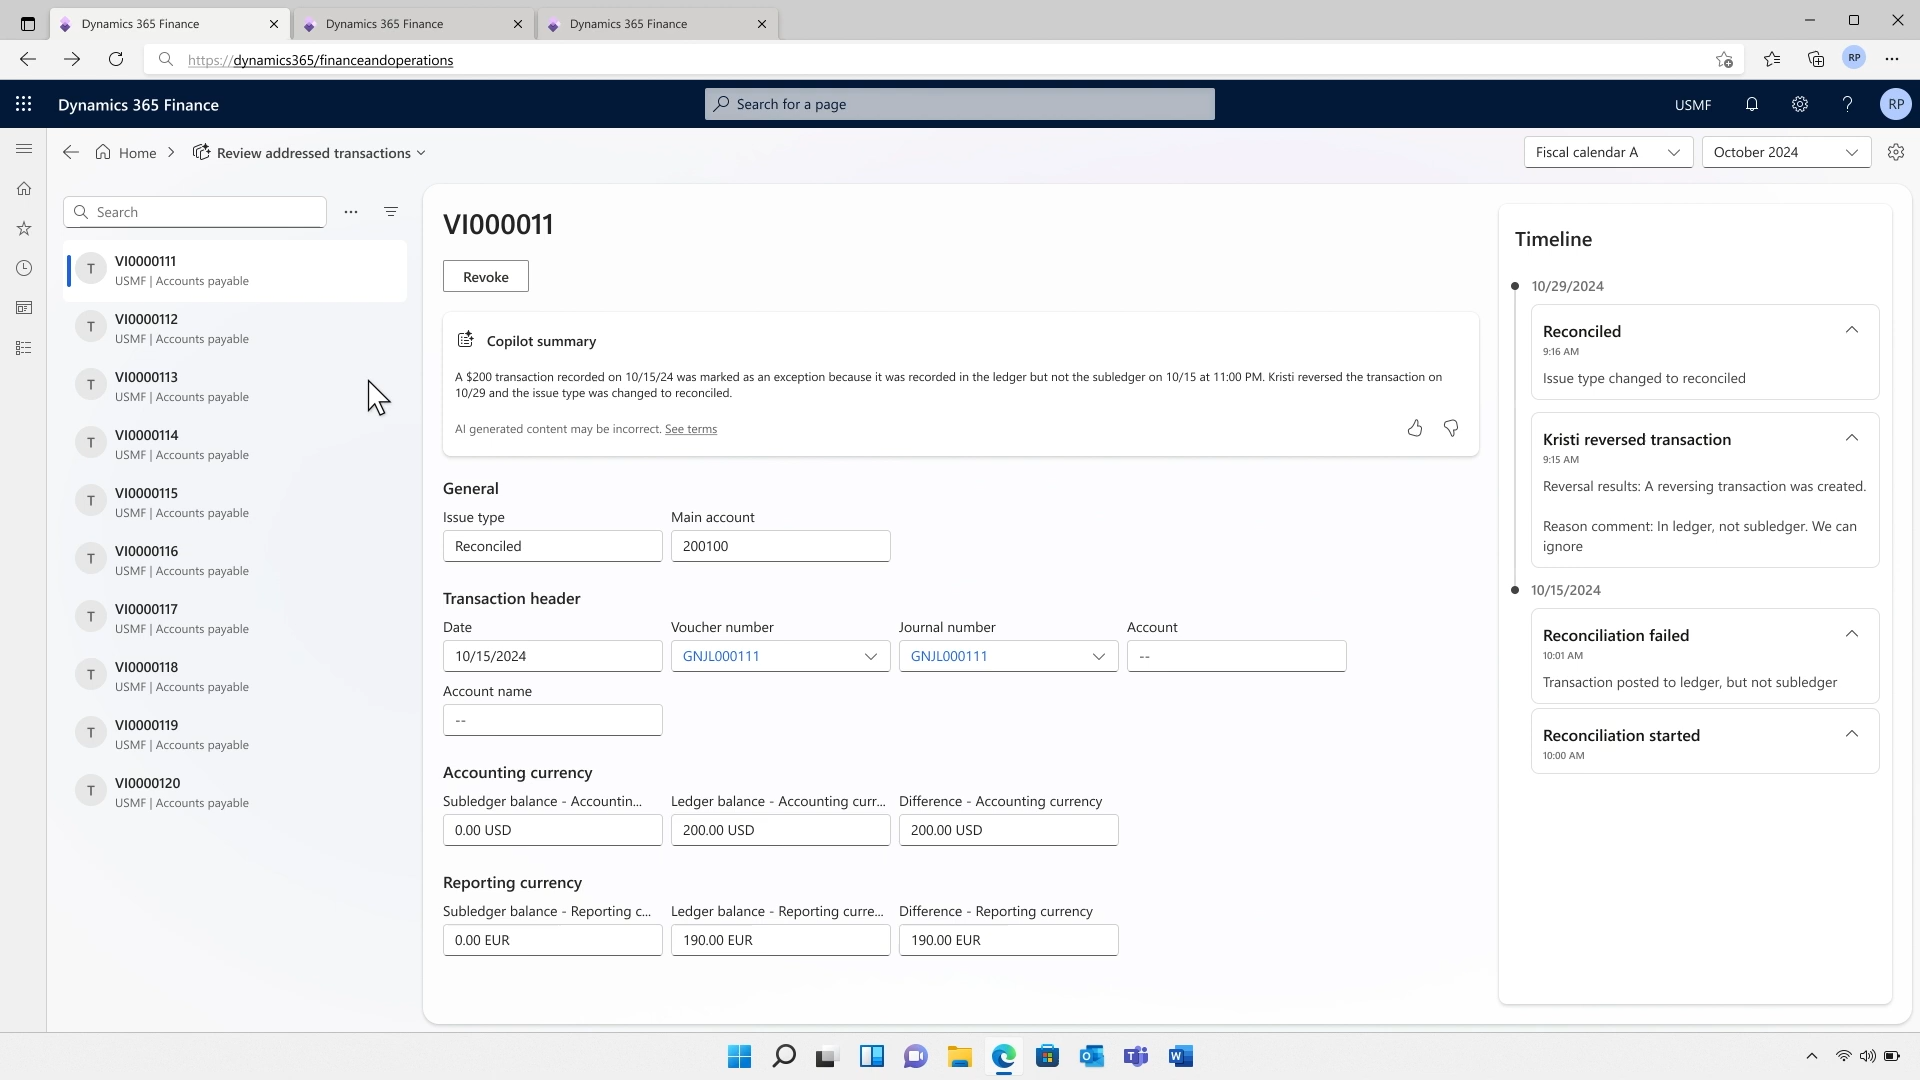 Dynamics 365 Finance
Dynamics 365 Finance
Dynamics 365 Finance
https://dynamics365/financeandoperations
RP
Dynamics 365 Finance
Search for a page
USMF
RP
Home
Review addressed transactions
Fiscal calendar A
October 2024
Search
VI0000111
USMF | Accounts payable
VI0000112
USMF | Accounts payable
VI0000113
USMF | Accounts payable
VI0000114
USMF | Accounts payable
VI0000115
USMF | Accounts payable
VI0000116
USMF | Accounts payable
VI0000117
USMF | Accounts payable
VI0000118
USMF | Accounts payable
VI0000119
USMF | Accounts payable
VI0000120
USMF | Accounts payable
T
T
T
T
T
T
T
T
T
T
VI000011
Revoke
Copilot summary
A $200 transaction recorded on 10/15/24 was marked as an exception because it was recorded in the ledger but not the subledger on 10/15 at 11:00 PM. Kristi reversed the transaction on
10/29 and the issue type was changed to reconciled.
AI generated content may be incorrect. See terms
General
Issue type
Main account
Reconciled
200100
Transaction header
Date
Voucher number
Journal number
Account
10/15/2024
GNJL000111
GNJL000111
--
Account name
--
Accounting currency
Subledger balance - Accountin...
Ledger balance - Accounting curr...
Difference - Accounting currency
0.00 USD
200.00 USD
200.00 USD
Reporting currency
Subledger balance - Reporting c...
Ledger balance - Reporting curre...
Difference - Reporting currency
0.00 EUR
190.00 EUR
190.00 EUR
Timeline
10/29/2024
Reconciled
9:16 AM
Issue type changed to reconciled
Kristi reversed transaction
9:15 AM
Reversal results: A reversing transaction was created.
Reason comment: In ledger, not subledger. We can
ignore
10/15/2024
Reconciliation failed
10:01 AM
Transaction posted to ledger, but not subledger
Reconciliation started
10:00 AM